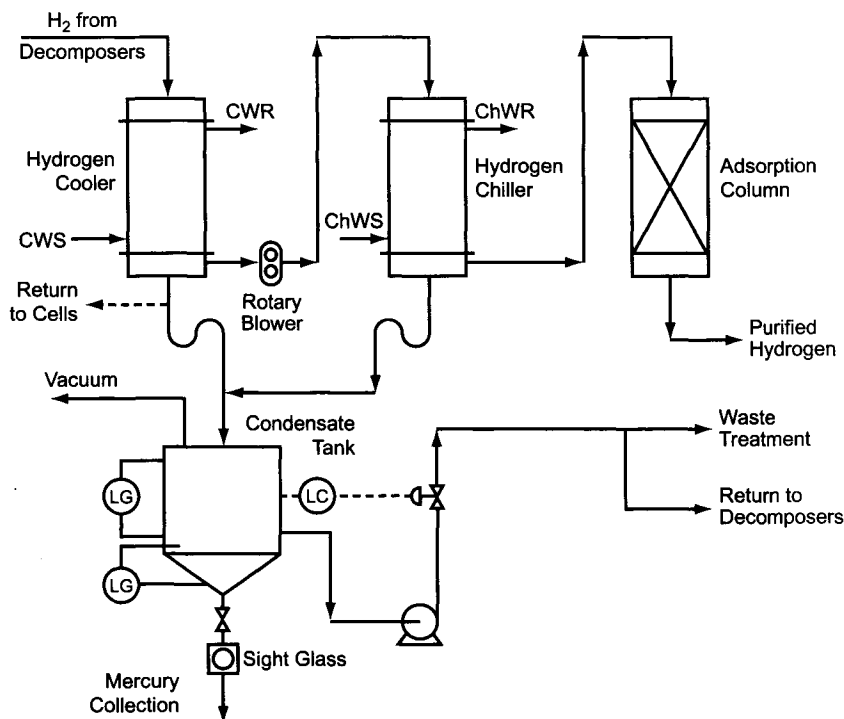 H2 from
Decomposers
CWR
ChWR
Hydrogen
Cooler
Hydrogen
Chiller
Adsorption
Column
CWS
ChWS
Return
to Cells
Rotary
Blower
Purified
Hydrogen
Vacuum
Condensate
Tank
Waste
Treatment
LG
LC
Return to
Decomposers
LG
Sight Glass
Mercury
Collection